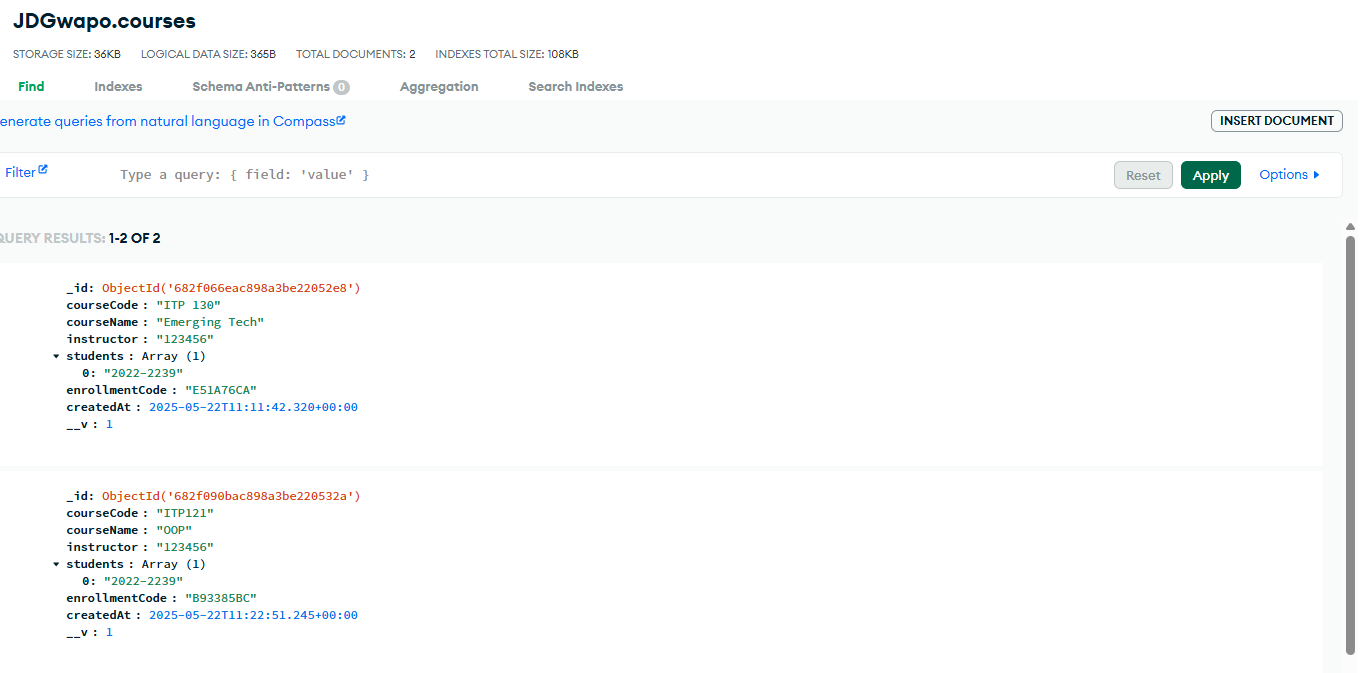 JDGwapo.courses
STORAGE SIZE: 36KB LOGICAL DATA SIZE: 365B TOTAL DOCUMENTS: 2 INDEXES TOTAL SIZE: 108KB
Find Indexes Schema Anti-Patterns 0 Aggregation Search Indexes
enerate queries from natural language in Compass
INSERT DOCUMENT
Filter Type a query: { field: 'value' } Reset Apply Options
QUERY RESULTS: 1-2 OF 2
_id: ObjectId('682f066eac898a3be22052e8')
courseCode : "ITP 130"
courseName : "Emerging Tech"
instructor : "123456"
students : Array (1)
0: "2022-2239"
enrollmentCode : "E51A76CA"
createdAt : 2025-05-22T11:11:42.320+00:00
__v : 1
_id: ObjectId('682f090bac898a3be220532a')
courseCode : "ITP121"
courseName : "OOP"
instructor : "123456"
students : Array (1)
0: "2022-2239"
enrollmentCode : "B93385BC"
createdAt : 2025-05-22T11:22:51.245+00:00
__v : 1